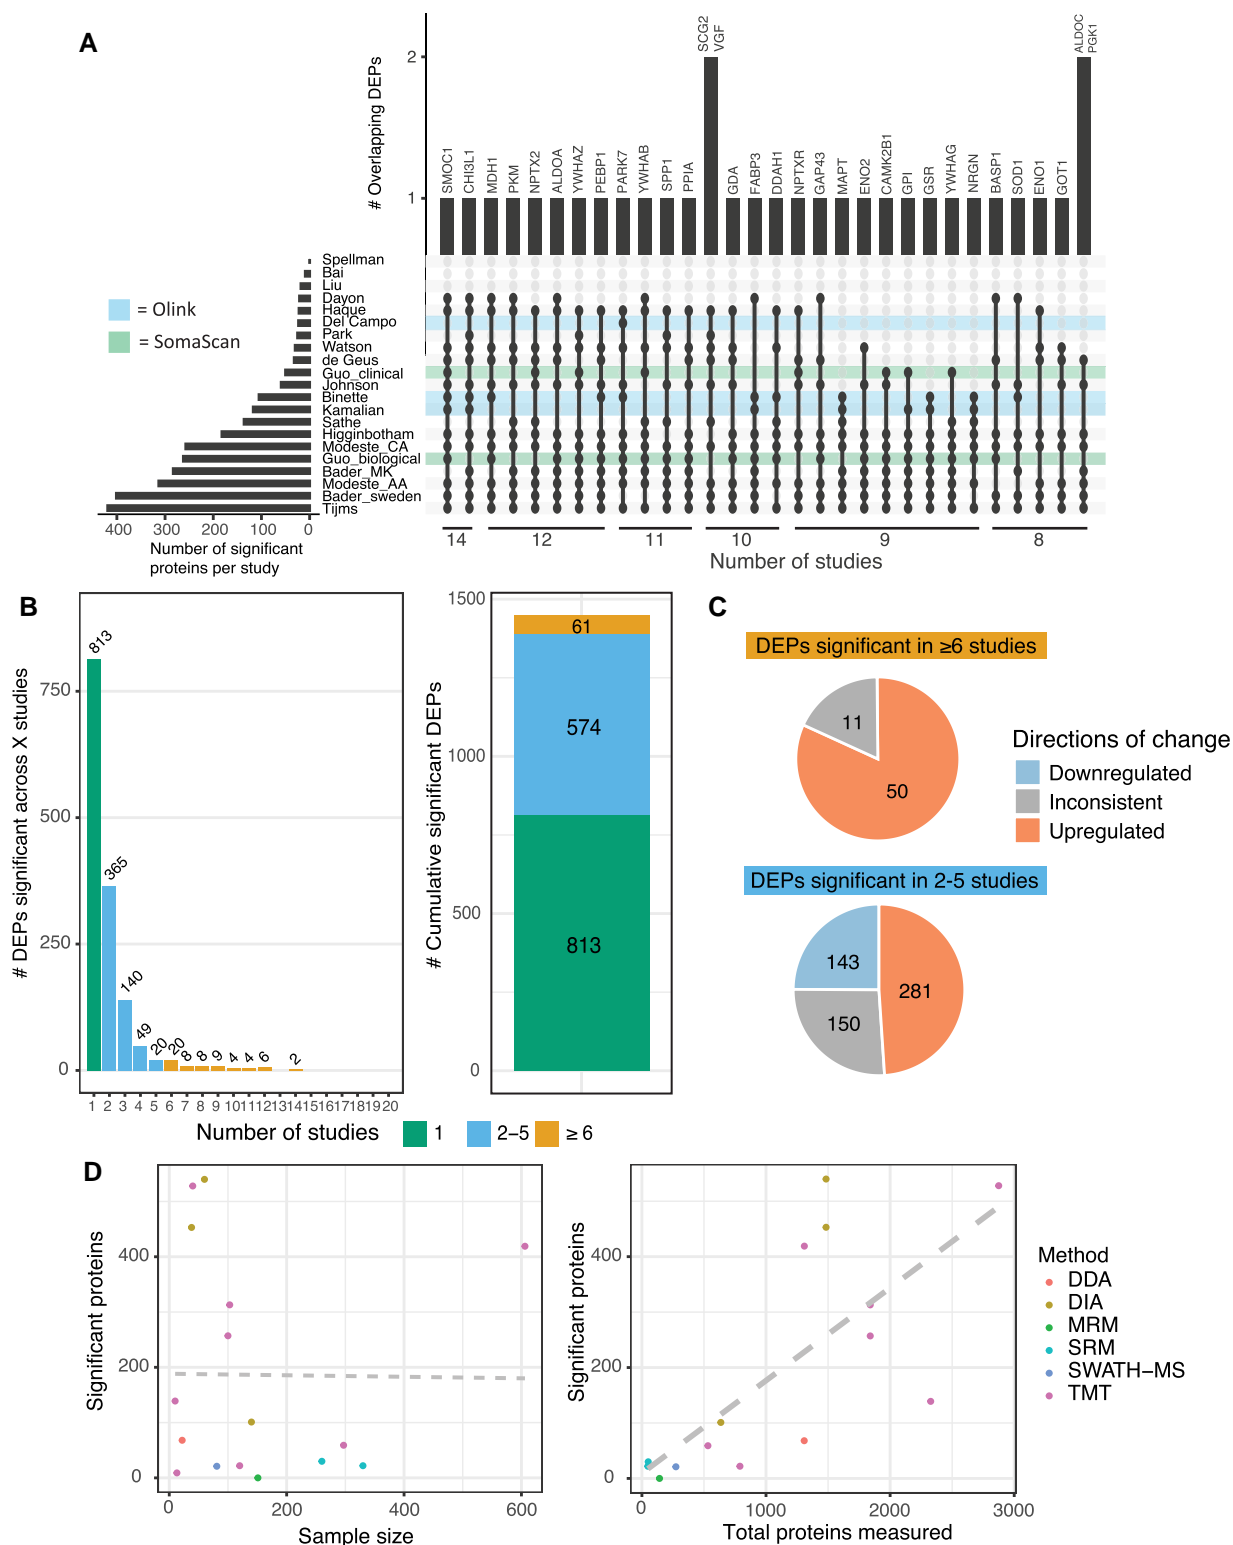 A
# Overlapping DEPs
2
1
SMOC1
CHI3L1
MDH1
PKM
NPTX2
ALDOA
YWHAZ
PEBP1
PARK7
YWHAB
SPP1
PPIA
SCG2
VGF
GDA
FABP3
DDAH1
NPTXR
GAP43
MAPT
ENO2
CAMK2B1
GPI
GSR
YWHAG
NRGN
BASP1
SOD1
ENO1
GOT1
ALDOC
PGK1
= Olink
= SomaScan
Spellman
Bai
Liu
Dayon
Haque
Del Campo
Park
Watson
de Geus
Guo_clinical
Johnson
Binette
Kamalian
Sathe
Higginbotham
Modeste_CA
Guo_biological
Bader_MK
Modeste_AA
Bader_sweden
Tijms
400 300 200 100 0
Number of significant
proteins per study
14 12 11 10 9 8
Number of studies
B
# DEPs significant across X studies
750
500
250
0
813
365
140
49
20
20
8
8
9
4
4
6
2
1 2 3 4 5 6 7 8 9 10 11 12 13 14 15 16 17 18 19 20
# Cumulative significant DEPs
1500
1000
500
0
61
574
813
Number of studies 1 2–5 ≥ 6
C
DEPs significant in ≥6 studies
11
50
Directions of change
Downregulated
Inconsistent
Upregulated
DEPs significant in 2-5 studies
143
281
150
D
Significant proteins
400
200
0
0 200 400 600
Sample size
Significant proteins
400
200
0
0 1000 2000 3000
Total proteins measured
Method
DDA
DIA
MRM
SRM
SWATH−MS
TMT